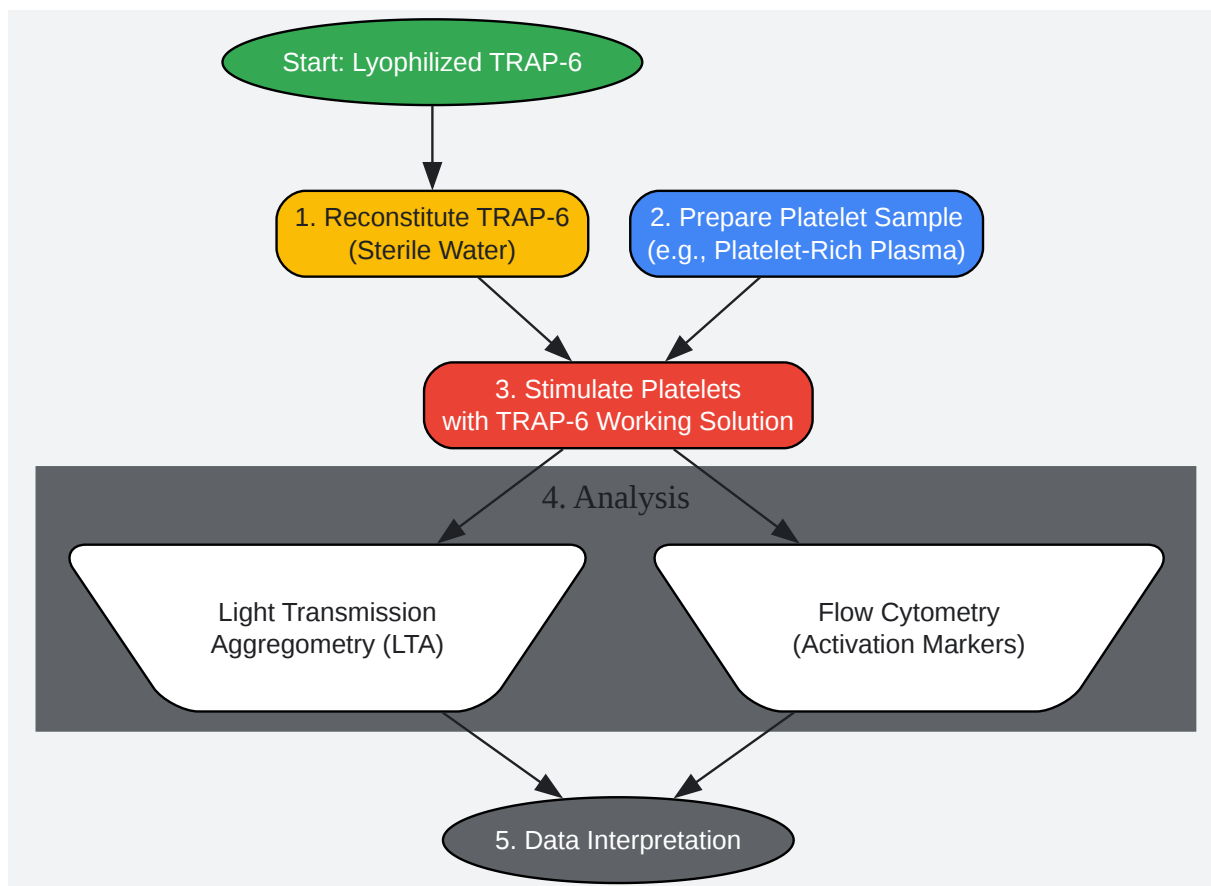 Start: Lyophilized TRAP-6
1. Reconstitute TRAP-6
(Sterile Water)
2. Prepare Platelet Sample
(e.g., Platelet-Rich Plasma)
3. Stimulate Platelets
with TRAP-6 Working Solution
4. Analysis
Light Transmission
Aggregometry (LTA)
Flow Cytometry
(Activation Markers)
5. Data Interpretation